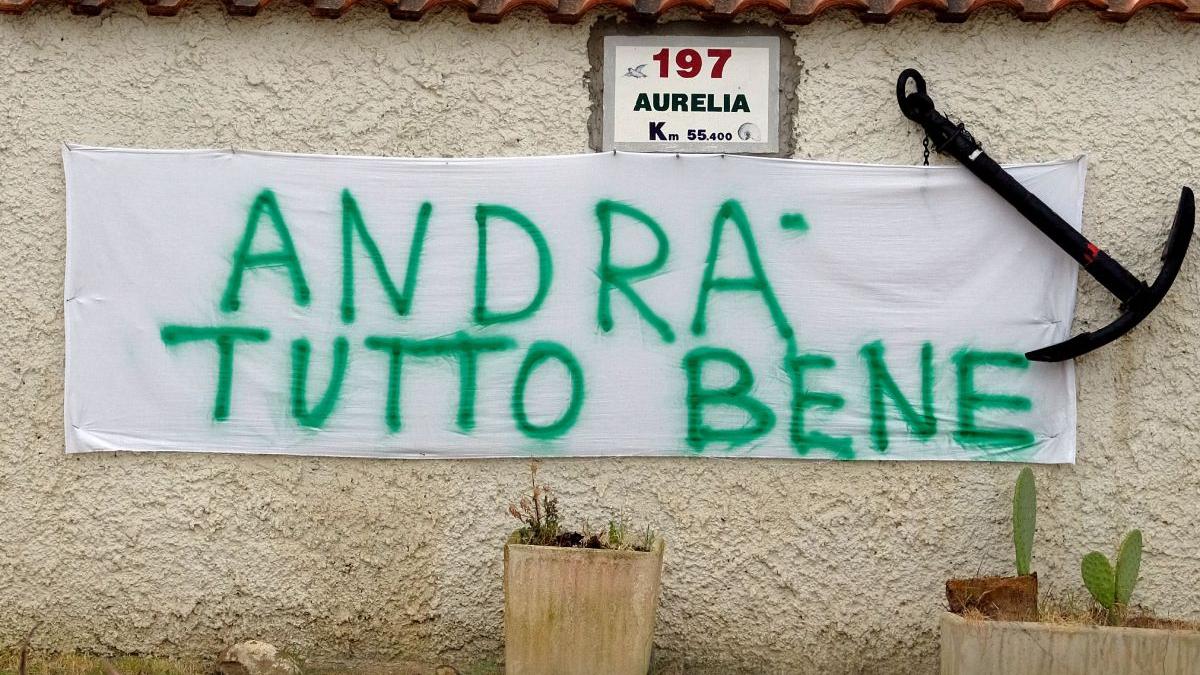 197
AURELIA
Km 55.400
ANDRA'
TUTTO BENE